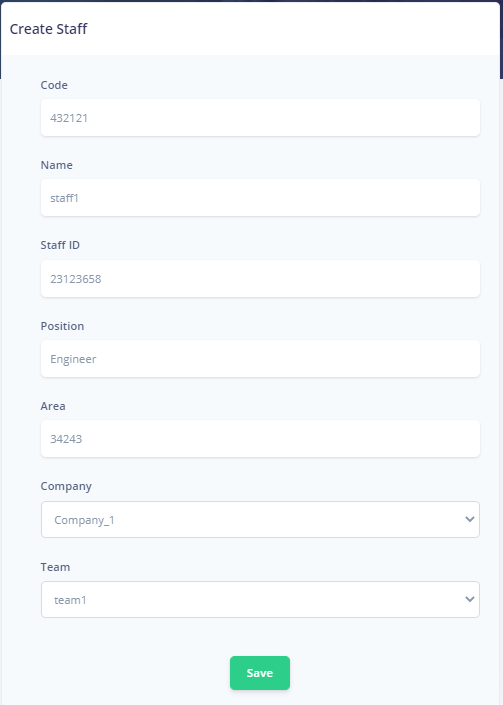 Create Staff
Code
432121
Name
staff1
Staff ID
23123658
Position
Engineer
Area
34243
Company
Company_1
Team
team1
Save